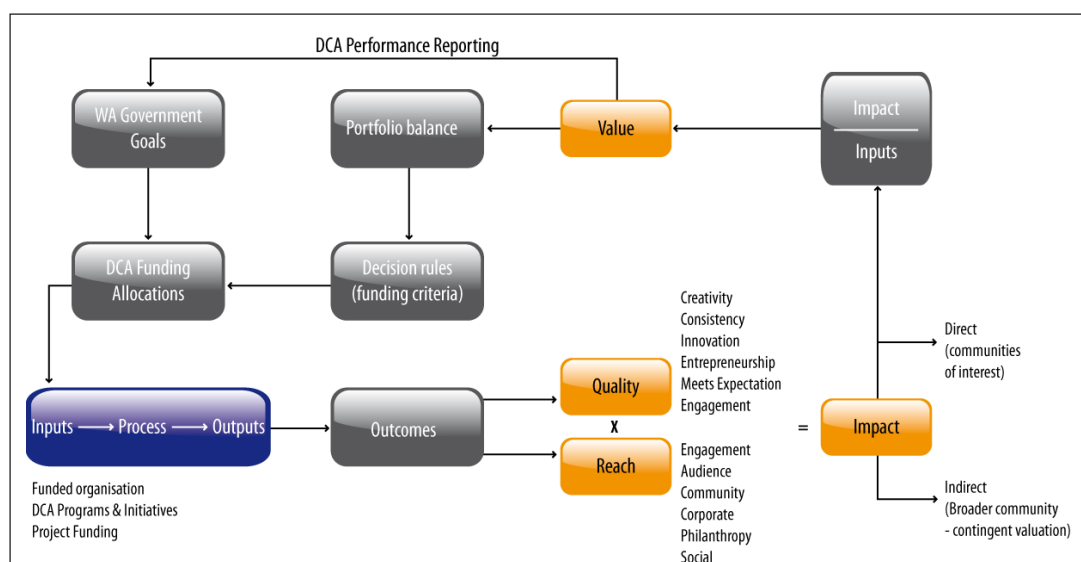 DCA Performance Reporting
WA Government
Goals
Portfolio balance
Value
Impact
Inputs
DCA Funding
Allocations
Decision rules
(funding criteria)
Creativity
Consistency
Innovation
Entrepreneurship
Meets Expectation
Engagement
Direct
(communities
of interest)
Inputs
Process
Outputs
Outcomes
Quality
x
Reach
=
Impact
Engagement
Audience
Community
Corporate
Philanthropy
Social
Indirect
(Broader community
- contingent valuation)
Funded organisation
DCA Programs & Initiatives
Project Funding